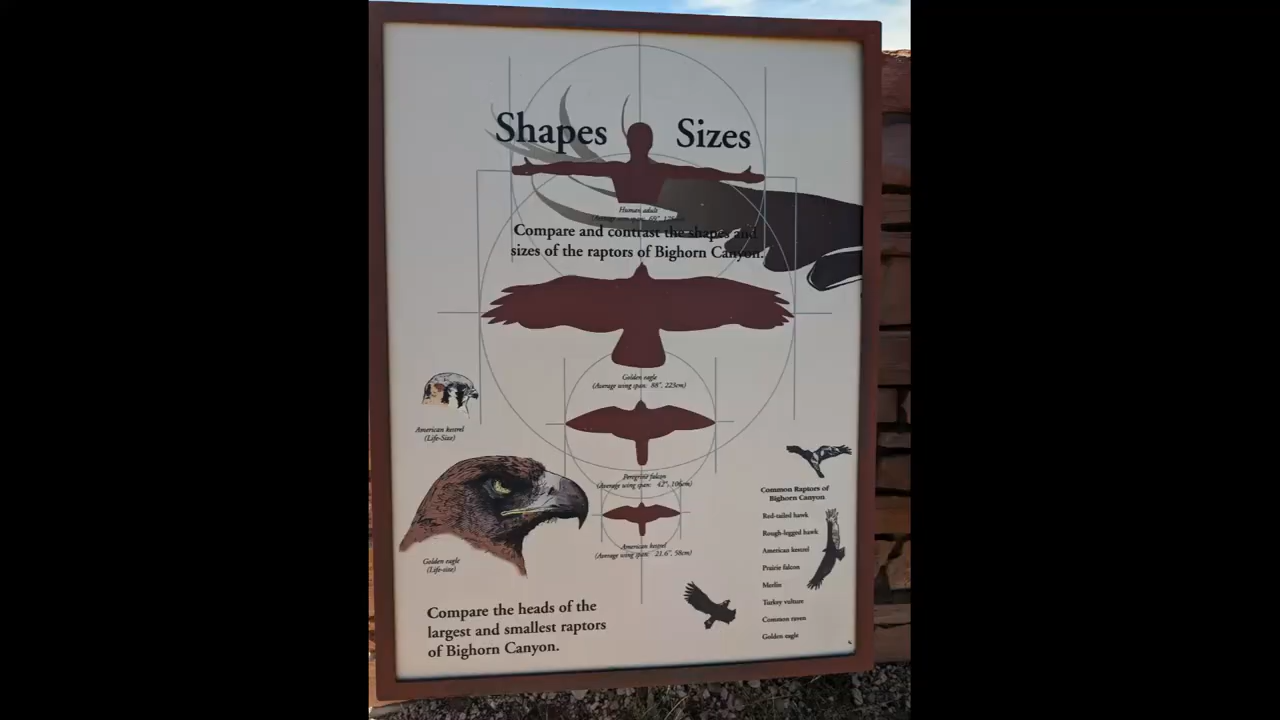 Shapes Sizes
Human adult
(Average arm span: 69",
Compare and contrast the shapes and
sizes of the raptors of Bighorn Canyon.
Golden eagle
(Average wing span: 88", 223cm)
American kestrel
(Life-Size)
Peregrine falcon
(Average wing span: 42", 106cm)
American kestrel
(Average wing span: 21.6", 58cm)
Golden eagle
(Life-size)
Compare the heads of the
largest and smallest raptors
of Bighorn Canyon.
Common Raptors of
Bighorn Canyon
Red-tailed hawk
Rough-legged hawk
American kestrel
Prairie falcon
Merlin
Turkey vulture
Common raven
Golden eagle